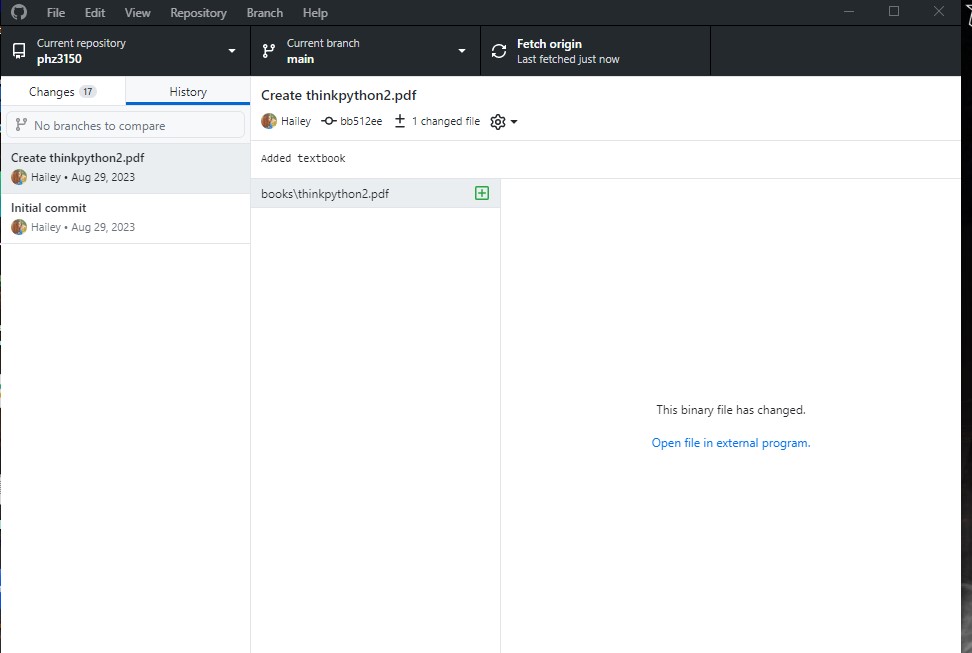 File Edit View Repository Branch Help
Current repository
phz3150
Current branch
main
Fetch origin
Last fetched just now
Changes 17
History
No branches to compare
Create thinkpython2.pdf
Hailey • Aug 29, 2023
Initial commit
Hailey • Aug 29, 2023
Create thinkpython2.pdf
Hailey bb512ee 1 changed file
Added textbook
books\thinkpython2.pdf
This binary file has changed.
Open file in external program.